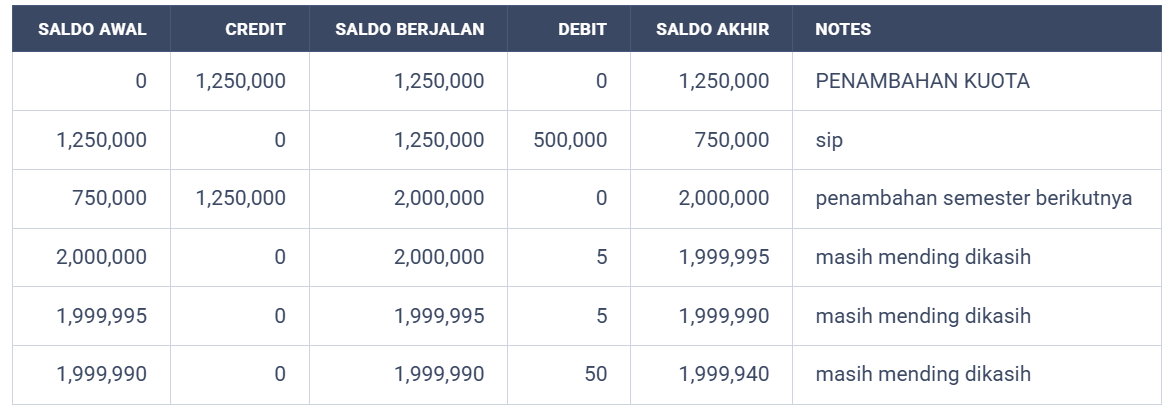 SALDO AWAL CREDIT SALDO BERJALAN DEBIT SALDO AKHIR NOTES
0 1,250,000 1,250,000 0 1,250,000 PENAMBAHAN KUOTA
1,250,000 0 1,250,000 500,000 750,000 sip
750,000 1,250,000 2,000,000 0 2,000,000 penambahan semester berikutnya
2,000,000 0 2,000,000 5 1,999,995 masih mending dikasih
1,999,995 0 1,999,995 5 1,999,990 masih mending dikasih
1,999,990 0 1,999,990 50 1,999,940 masih mending dikasih